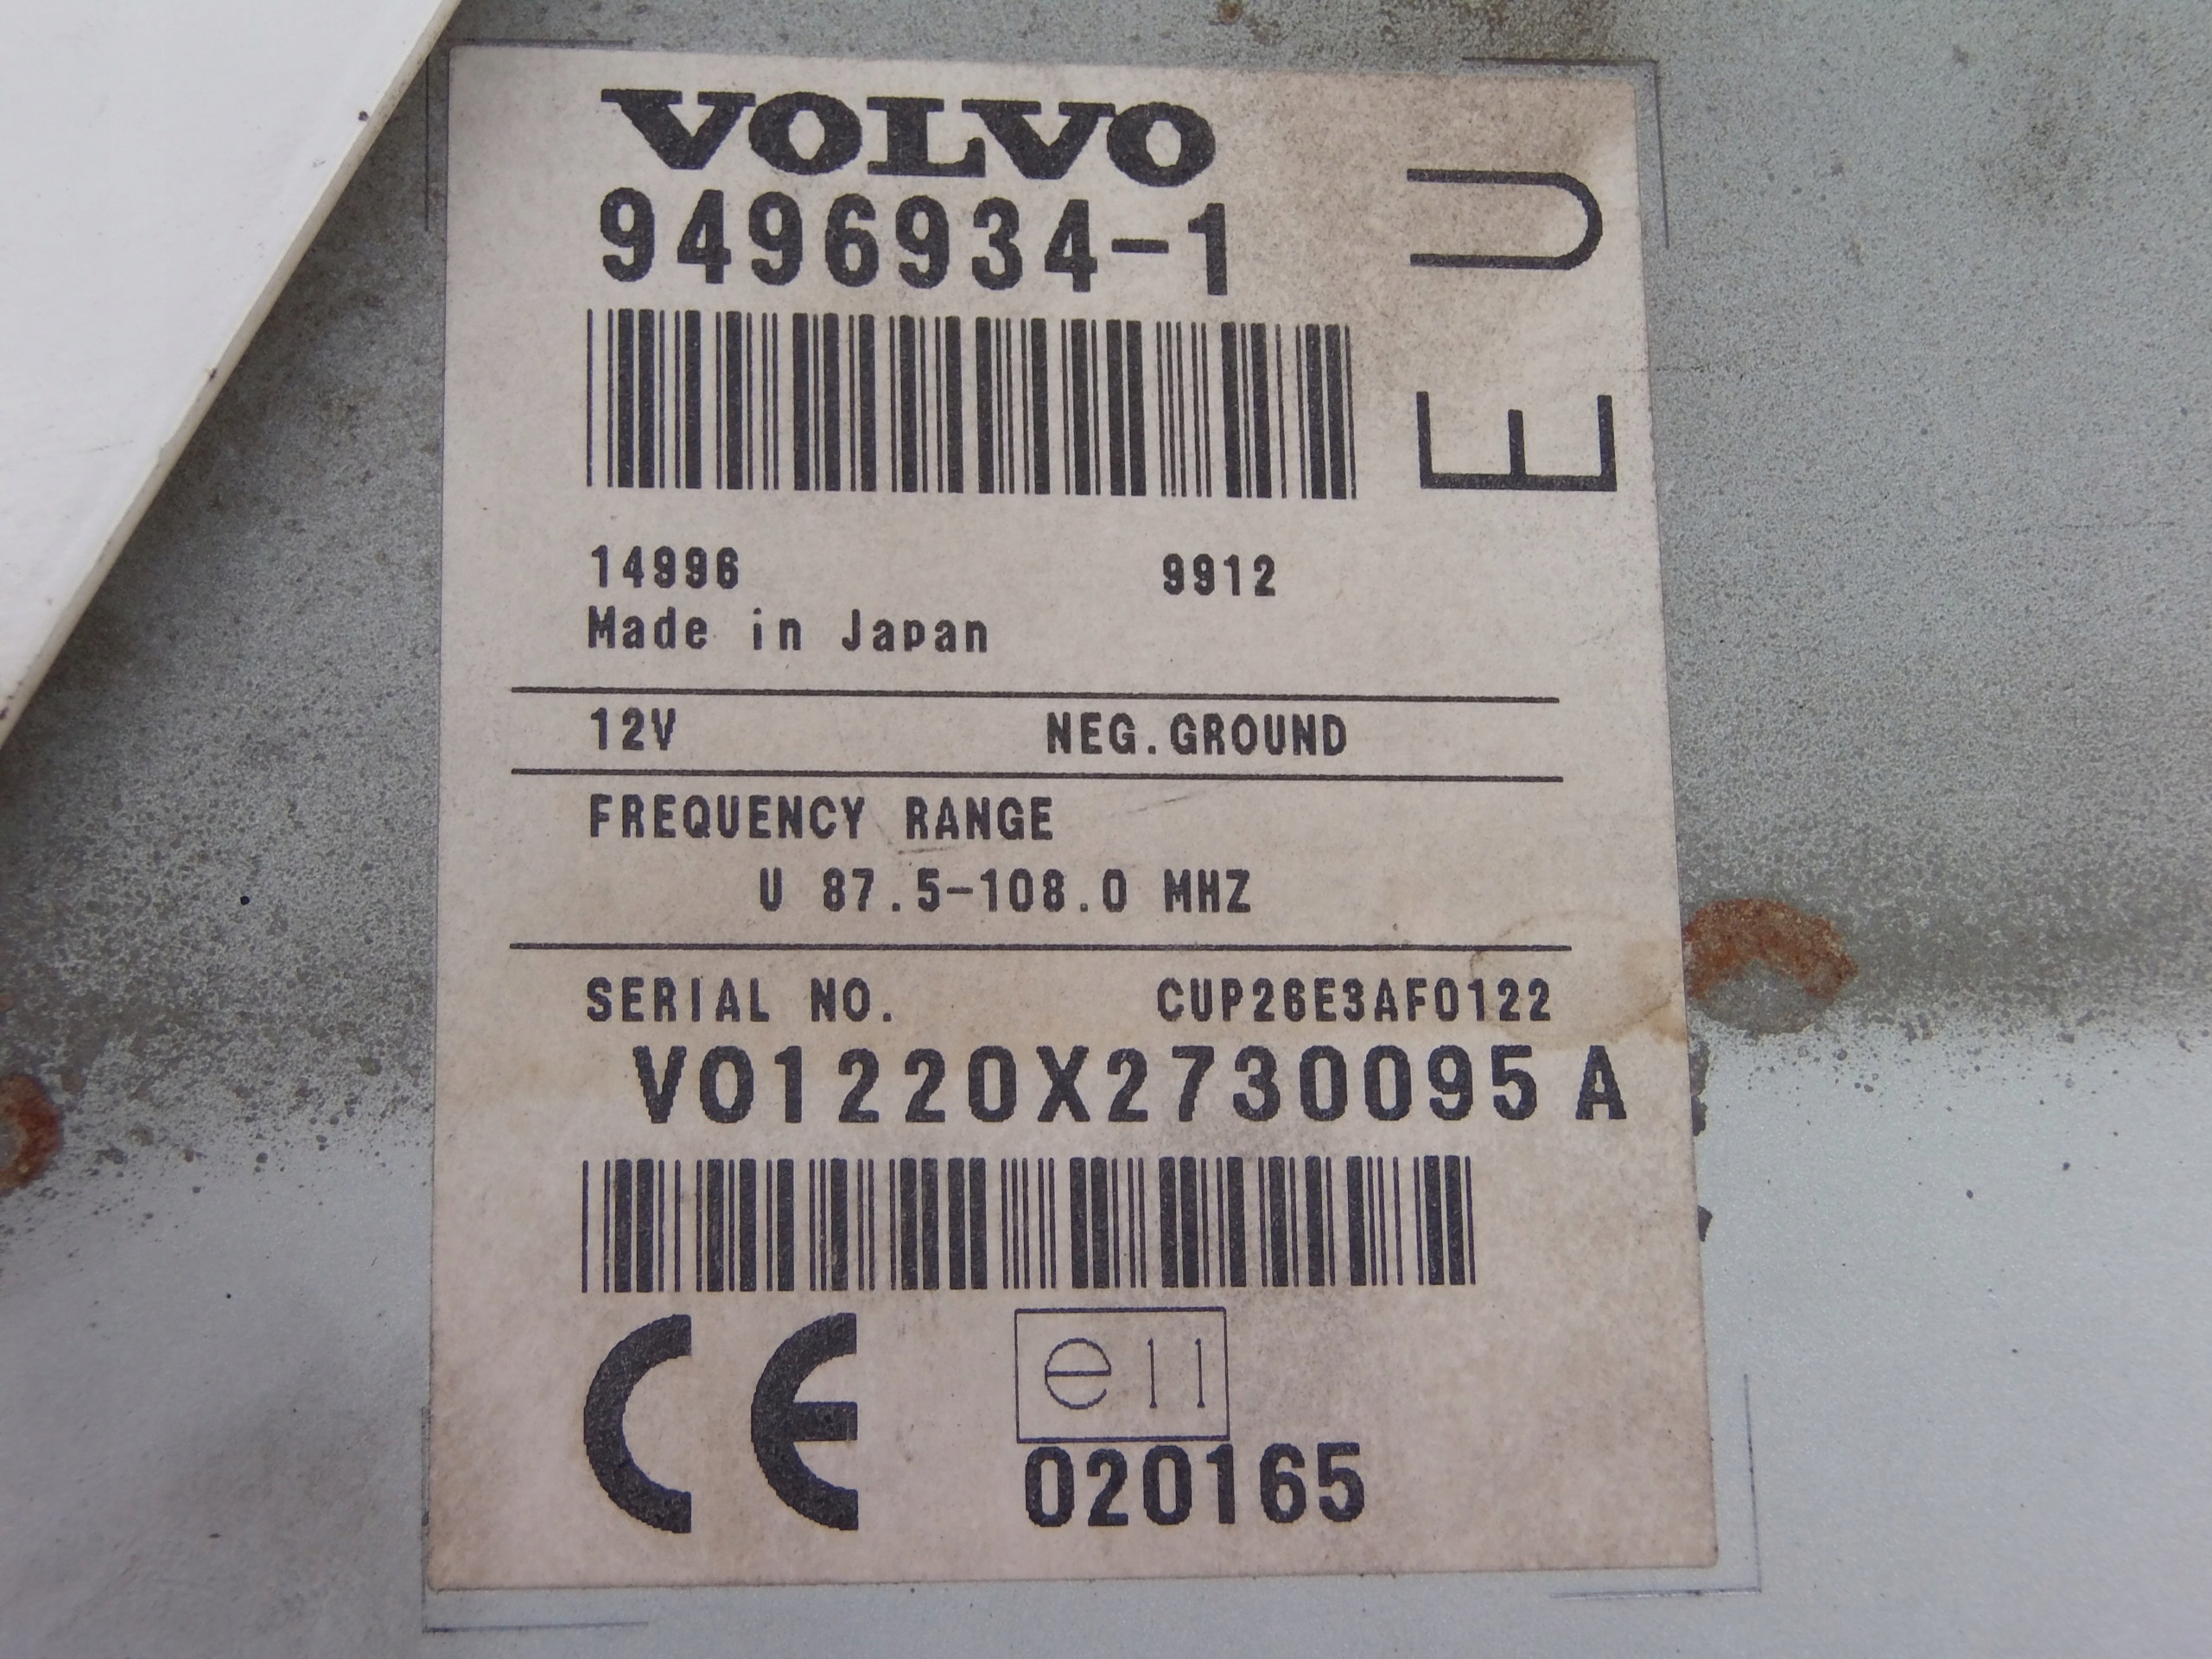 VOLVO
9496934-1
EU
14996 9912
Made in Japan
12V NEG.GROUND
FREQUENCY RANGE
U 87.5-108.0 MHZ
SERIAL NO. CUP26E3AF0122
V01220X2730095A
CE e11
020165